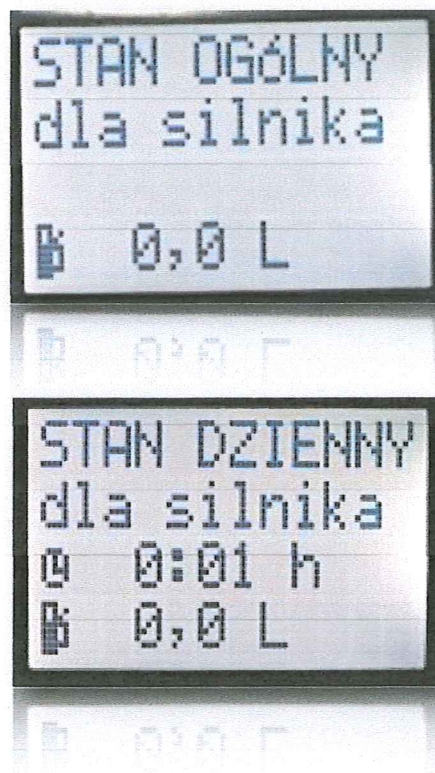 STAN OGóLNY
dla silnika
0,0 L
STAN DZIENNY
dla silnika
0:01 h
0,0 L